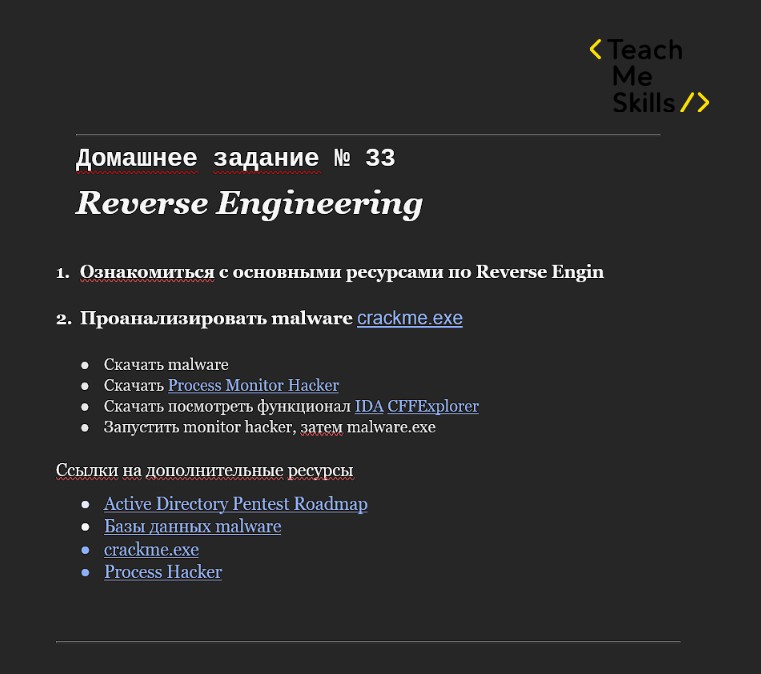 <Teach
Me
Skills/>
Домашнее задание № 33
Reverse Engineering
1. Ознакомиться с основными ресурсами по Reverse Engin
2. Проанализировать malware crackme.exe
● Скачать malware
● Скачать Process Monitor Hacker
● Скачать посмотреть функционал IDA CFFExplorer
● Запустить monitor hacker, затем malware.exe
Ссылки на дополнительные ресурсы
● Active Directory Pentest Roadmap
● Базы данных malware
● crackme.exe
● Process Hacker